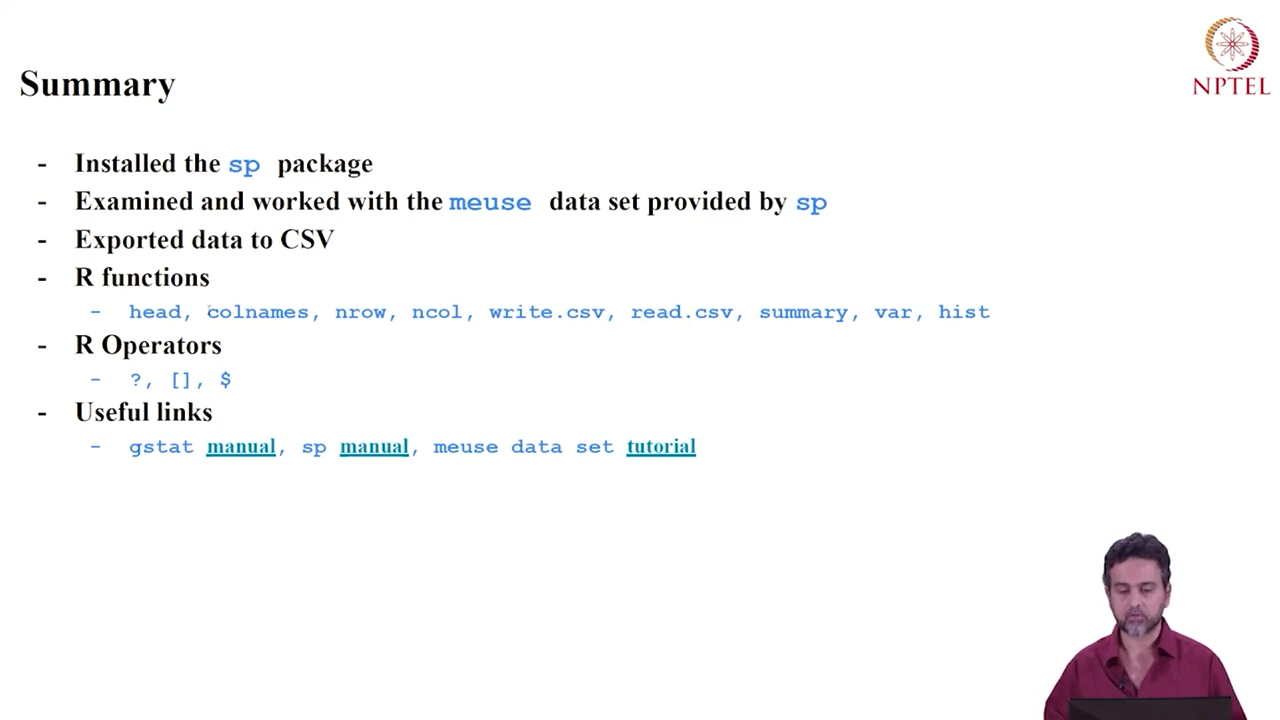 NPTEL
Summary
- Installed the sp package
- Examined and worked with the meuse data set provided by sp
- Exported data to CSV
- R functions
- head, colnames, nrow, ncol, write.csv, read.csv, summary, var, hist
- R Operators
- ?, [], $
- Useful links
- gstat manual, sp manual, meuse data set tutorial